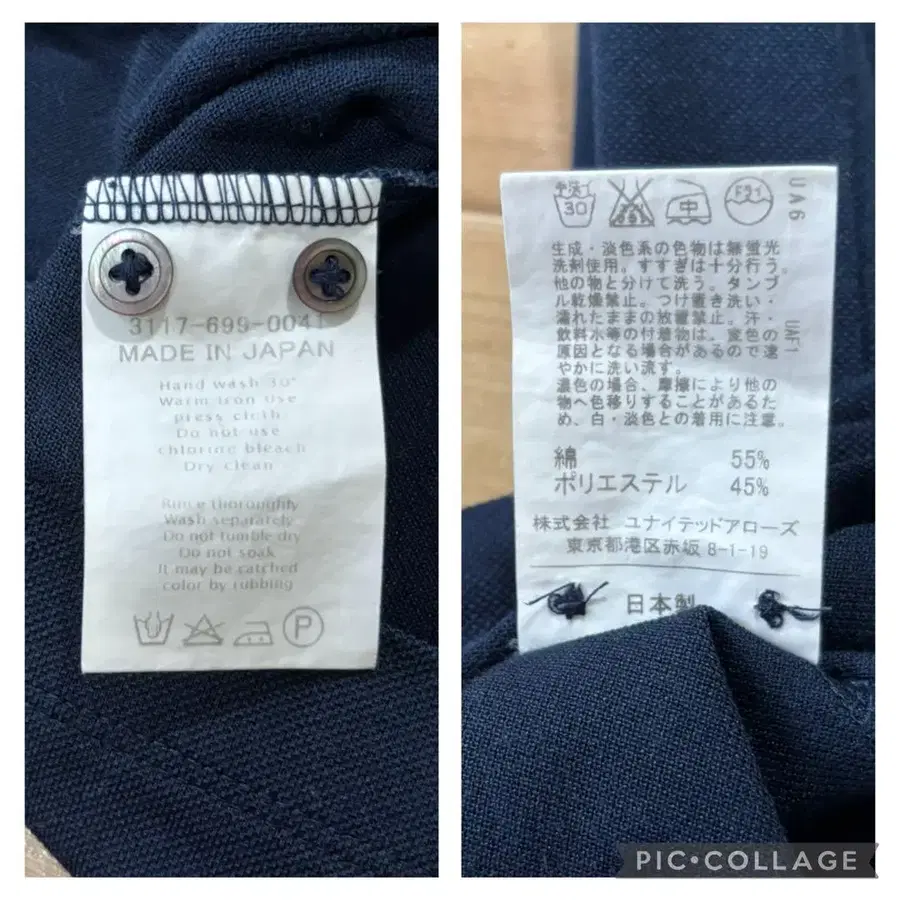 3117-699-0041
MADE IN JAPAN
Hand wash 30°
Warm iron use
press cloth
Do not use
chlorine bleach
Dry clean
Rince thoroughly
Wash separately
Do not tumble dry
Do not soak
It may be catched
color by rubbing
P
手洗イ
30
中
ドライ
UA6
生成・淡色系の色物は無蛍光
洗剤使用。すすぎは十分行う。
他の物と分けて洗う。タンブ
ル乾燥禁止。つけ置き洗い・
濡れたままの放置禁止。汗・
飲料水等の付着物は、変色の
原因となる場合があるので速
やかに洗い流す。
濃色の場合、摩擦により他の
物へ色移りすることがあるた
め、白・淡色との着用に注意。
UAF1
綿 55%
ポリエステル 45%
株式会社 ユナイテッドアローズ
東京都港区赤坂 8-1-19
日本製
PIC•COLLAGE